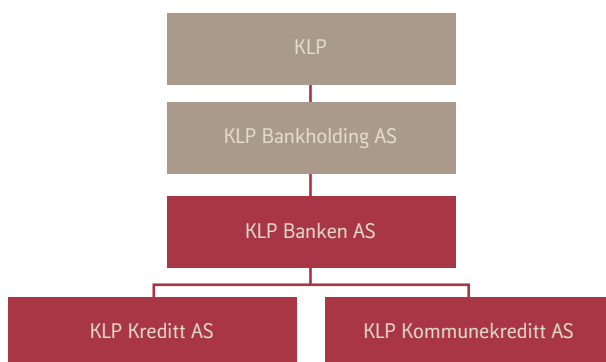 KLP
KLP Bankholding AS
KLP Banken AS
KLP Kreditt AS
KLP Kommunekreditt AS